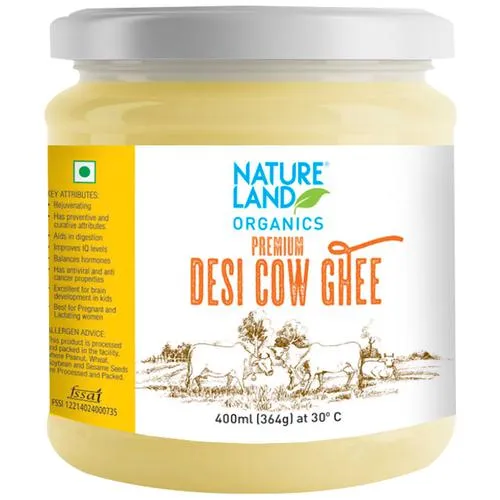 NATURE®
LAND
ORGANICS
PREMIUM
DESI COW GHEE
400ml (364g) at 30° C
KEY ATTRIBUTES:
Rejuvenating
Has preventive and
curative attributes
Aids in digestion
Improves IQ levels
Balances hormones
Has antiviral and anti
cancer properties
Excellent for brain
development in kids
Best for Pregnant and
Lactating women
ALLERGEN ADVICE:
This product is processed
and packed in the facility,
where Peanut, Wheat,
Soybean and Sesame Seeds
are Processed and Packed.
fssai
FSSI 12214024000735